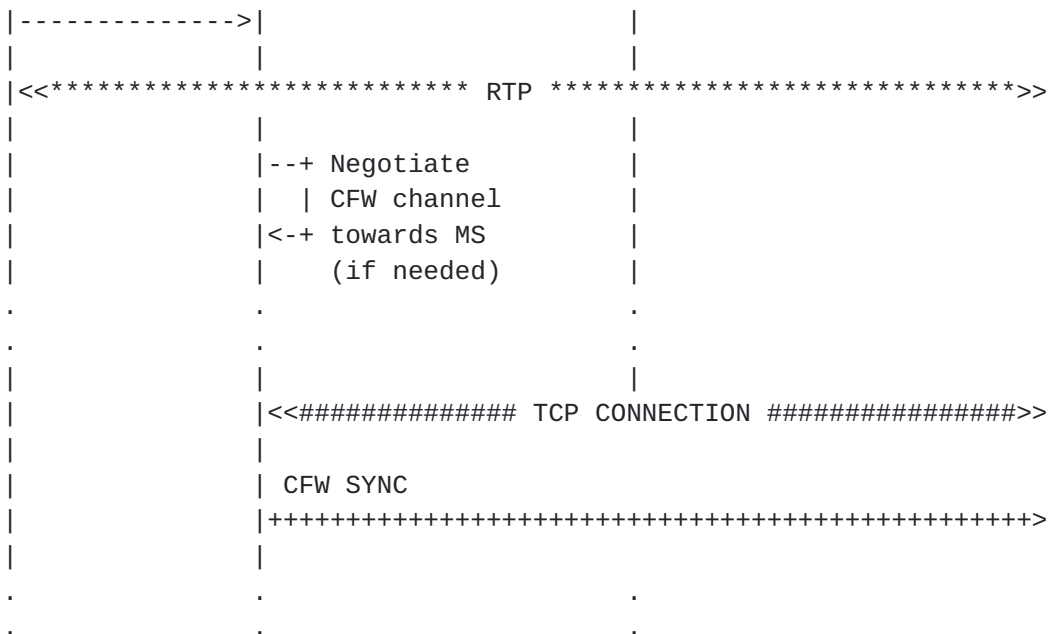 |-------------->|                       |
|               |                       |
|<<*************************** RTP ******************************>>
|               |                       |
|               |--+ Negotiate          |
|               |  | CFW channel        |
|               |<-+ towards MS         |
|               |    (if needed)        |
.               .                       .
.               .                       .
|               |                       |
|               |<<############## TCP CONNECTION ################>>
|               |
|               | CFW SYNC
|               |+++++++++++++++++++++++++++++++++++++++++++++++++>
|               |
.               .                       .
.               .                       .